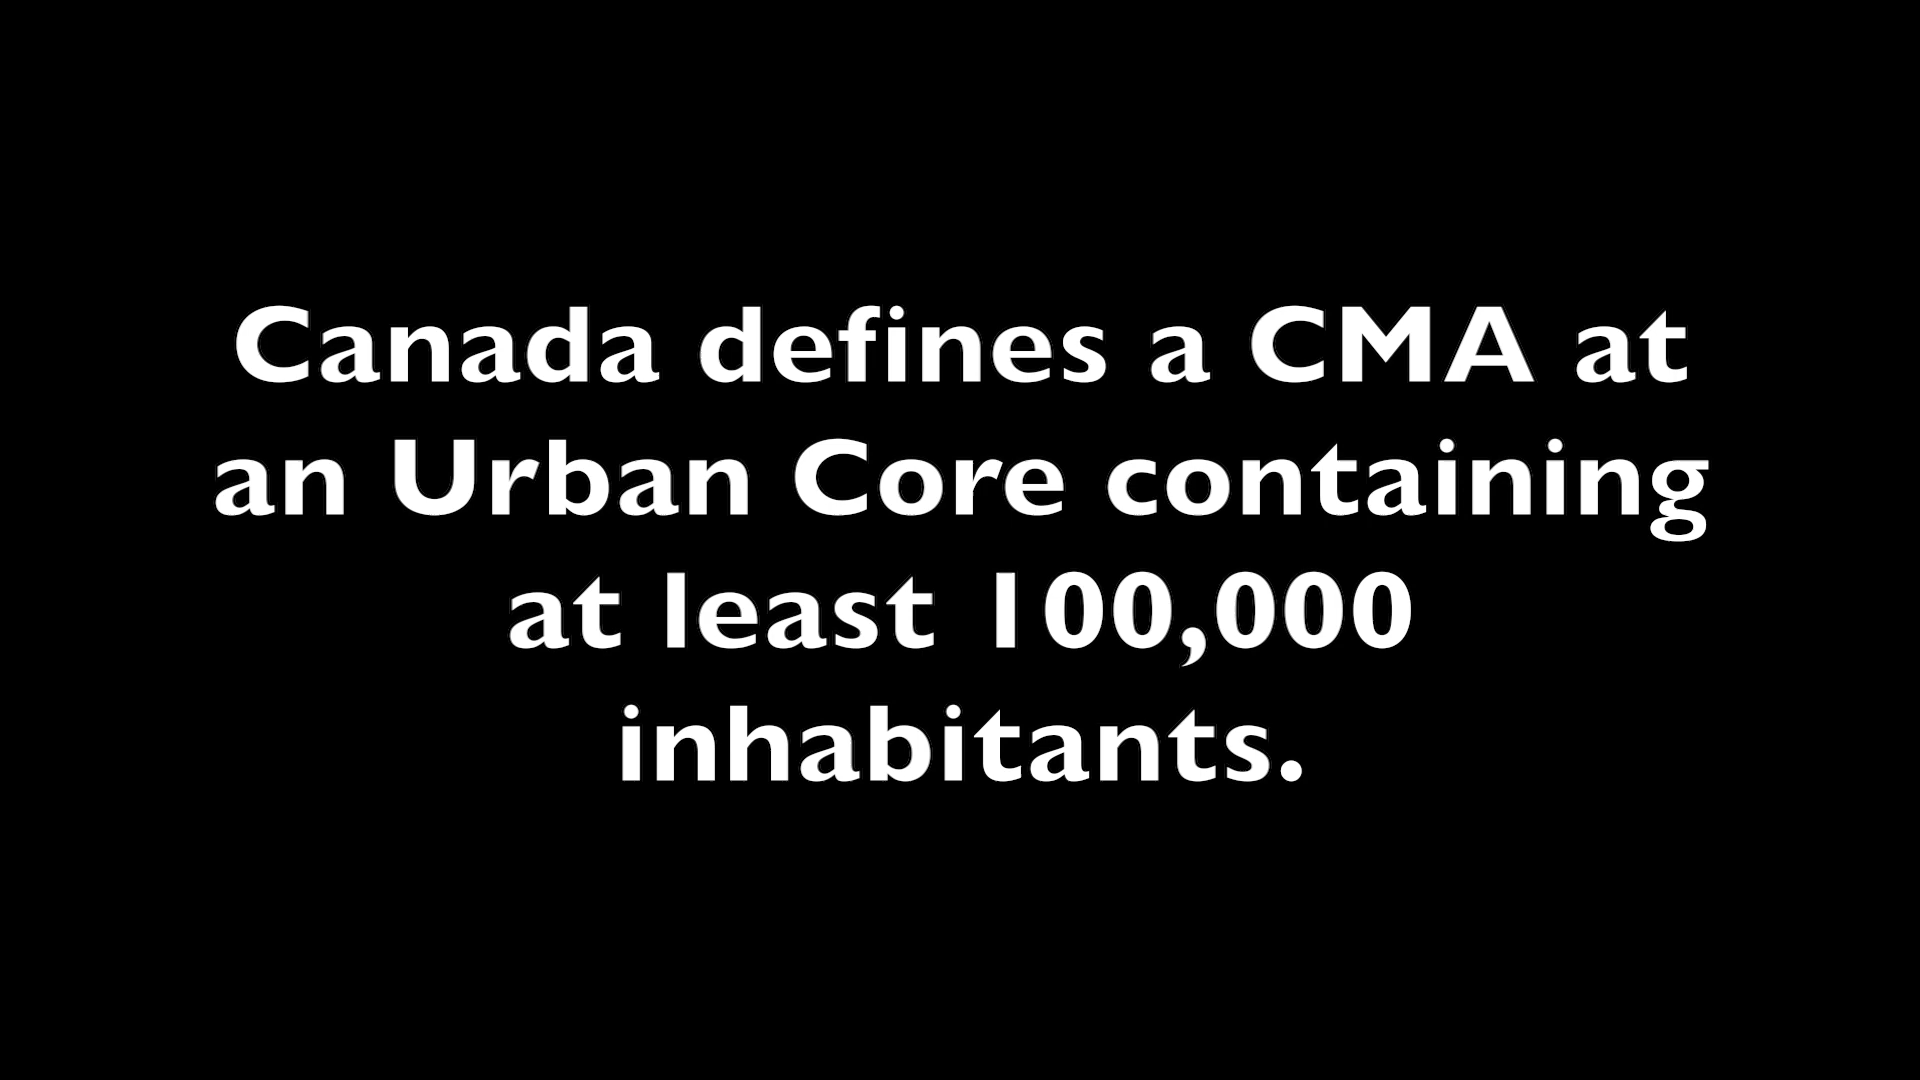 Canada defines a CMA at
an Urban Core containing
at least 100,000
inhabitants.